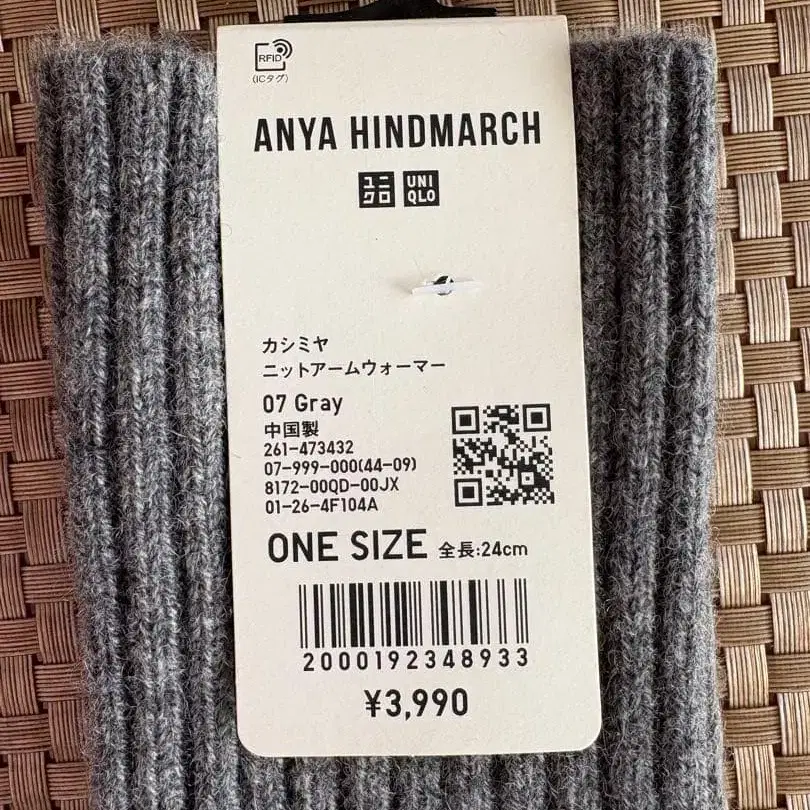 RFID
(ICタグ)
ANYA HINDMARCH
ユニ
クロ
UNI
QLO
カシミヤ
ニットアームウォーマー
07 Gray
中国製
261-473432
07-999-000(44-09)
8172-00QD-00JX
01-26-4F104A
ONE SIZE 全長:24cm
2000192348933
¥3,990